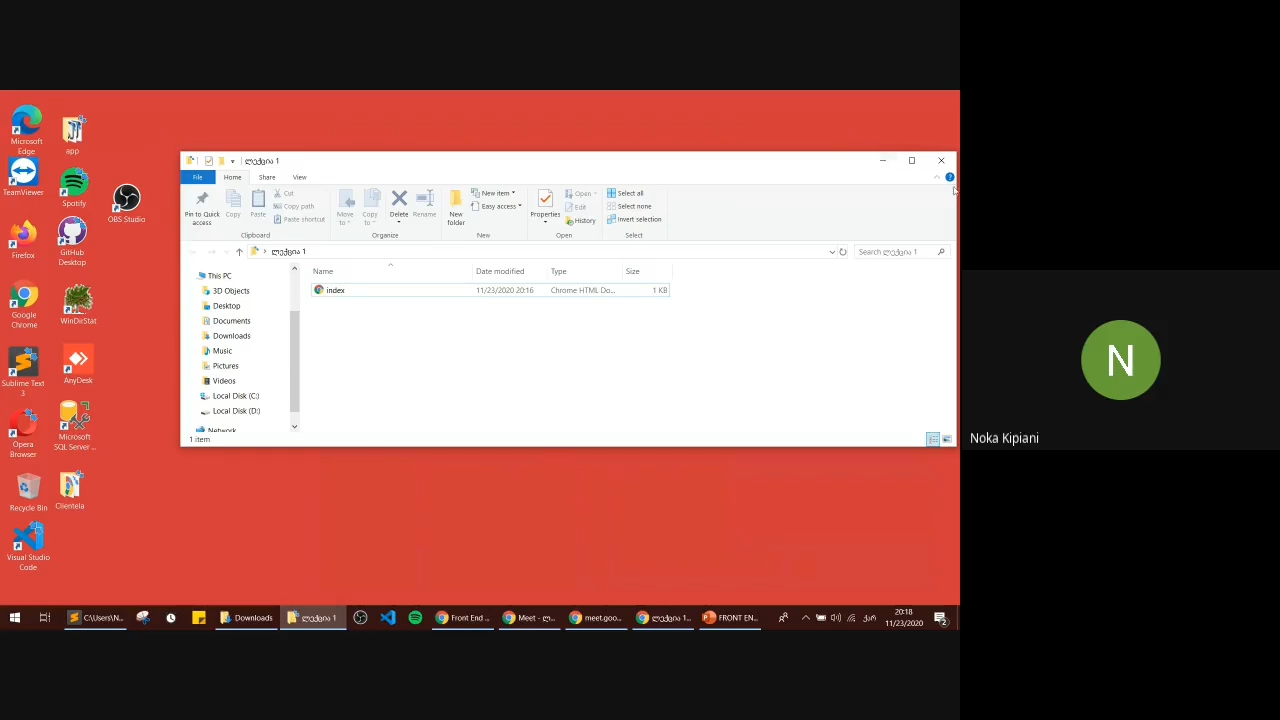 Microsoft
Edge
app
TeamViewer
Spotify
OBS Studio
Firefox
GitHub
Desktop
Google
Chrome
WinDirStat
Sublime Text
3
AnyDesk
Opera
Browser
Microsoft
SQL Server ...
Recycle Bin
Clientela
Visual Studio
Code
ლექცია 1
File
Home
Share
View
Pin to Quick
access
Copy
Paste
Cut
Copy path
Paste shortcut
Clipboard
Move
to
Copy
to
Delete
Rename
Organize
New
folder
New item
Easy access
New
Properties
Open
Edit
History
Open
Select all
Select none
Invert selection
Select
ლექცია 1
Search ლექცია 1
This PC
3D Objects
Desktop
Documents
Downloads
Music
Pictures
Videos
Local Disk (C:)
Local Disk (D:)
Network
Name
Date modified
Type
Size
index
11/23/2020 20:16
Chrome HTML Do...
1 KB
1 item
N
Noka Kipiani
C:\Users\N...
Downloads
ლექცია 1
Front End ...
Meet - ლ...
meet.goo...
ლექცია 1...
FRONT EN...
ქარ
20:18
11/23/2020
2